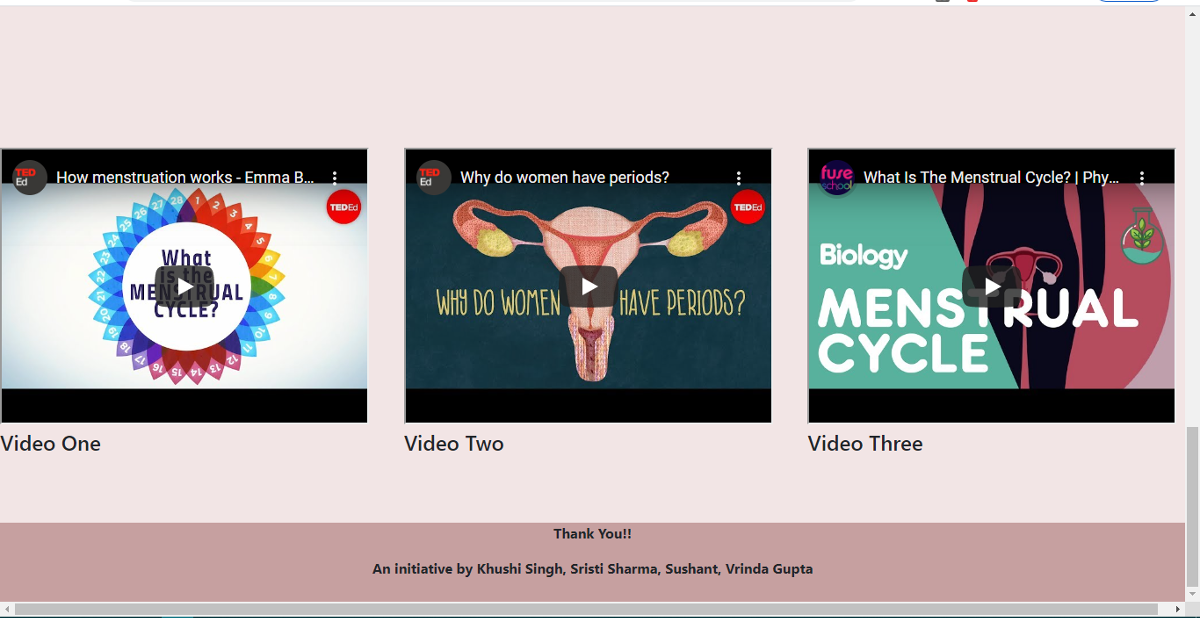 TED
Ed
How menstruation works - Emma B...
TEDEd
28 1 2 3 4 5 6 7 8 9 10 11 12 13 14 15 16 17 18 19 20 21 22 23 24 25 26 27
What
is the
MENSTRUAL
CYCLE?
TED
Ed
Why do women have periods?
TEDEd
WHY DO WOMEN HAVE PERIODS?
fuse
school
What Is The Menstrual Cycle? | Phy...
Biology
MENSTRUAL
CYCLE
Video One
Video Two
Video Three
Thank You!!
An initiative by Khushi Singh, Sristi Sharma, Sushant, Vrinda Gupta